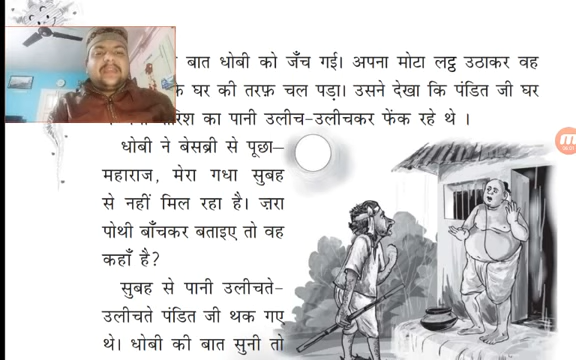 बात धोबी को जँच गई। अपना मोटा लट्ठ उठाकर वह
घर की तरफ़ चल पड़ा। उसने देखा कि पंडित जी घर
का पानी उलीच-उलीचकर फेंक रहे थे ।
धोबी ने बेसब्री से पूछा–
महाराज, मेरा गधा सुबह
से नहीं मिल रहा है। ज़रा
पोथी बाँचकर बताइए तो वह
कहाँ है?
सुबह से पानी उलीचते-
उलीचते पंडित जी थक गए
थे। धोबी की बात सुनी तो